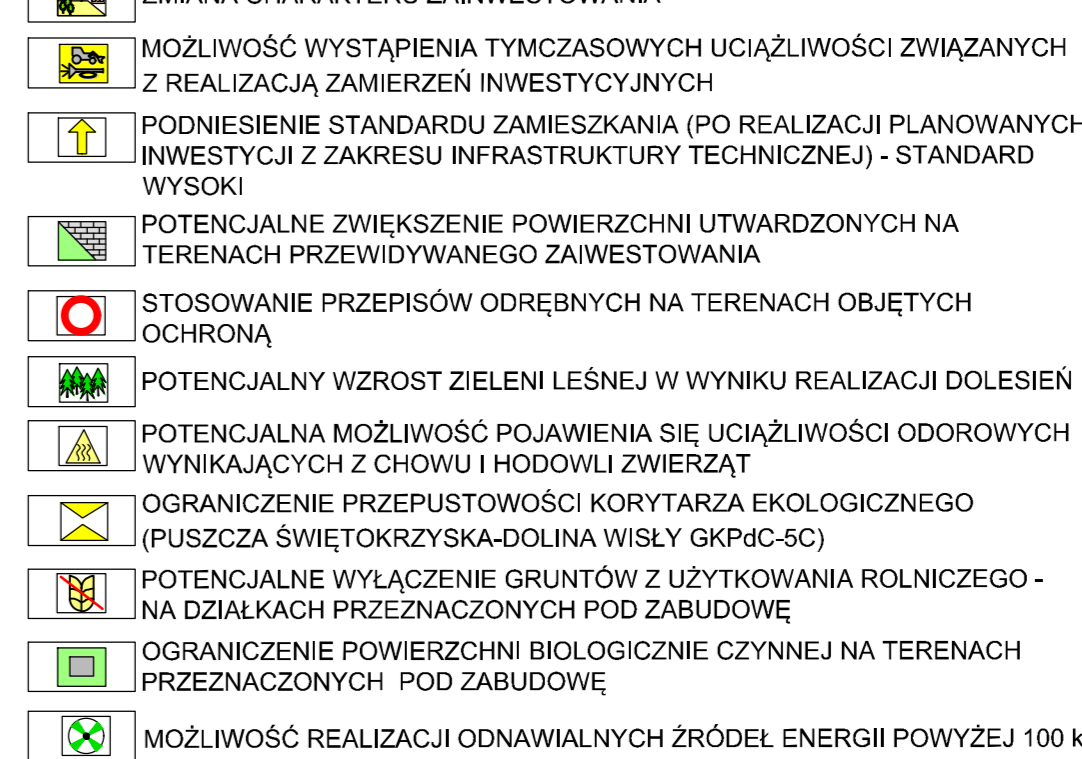 ZMIANA CHARAKTERU ZAINWESTOWANIA
MOŻLIWOŚĆ WYSTĄPIENIA TYMCZASOWYCH UCIĄŻLIWOŚCI ZWIĄZANYCH
Z REALIZACJĄ ZAMIERZEŃ INWESTYCYJNYCH
PODNIESIENIE STANDARDU ZAMIESZKANIA (PO REALIZACJI PLANOWANYCH
INWESTYCJI Z ZAKRESU INFRASTRUKTURY TECHNICZNEJ) - STANDARD
WYSOKI
POTENCJALNE ZWIĘKSZENIE POWIERZCHNI UTWARDZONYCH NA
TERENACH PRZEWIDYWANEGO ZAIWESTOWANIA
STOSOWANIE PRZEPISÓW ODRĘBNYCH NA TERENACH OBJĘTYCH
OCHRONĄ
POTENCJALNY WZROST ZIELENI LEŚNEJ W WYNIKU REALIZACJI DOLESIEŃ
POTENCJALNA MOŻLIWOŚĆ POJAWIENIA SIĘ UCIĄŻLIWOŚCI ODOROWYCH
WYNIKAJĄCYCH Z CHOWU I HODOWLI ZWIERZĄT
OGRANICZENIE PRZEPUSTOWOŚCI KORYTARZA EKOLOGICZNEGO
(PUSZCZA ŚWIĘTOKRZYSKA-DOLINA WISŁY GKPdC-5C)
POTENCJALNE WYŁĄCZENIE GRUNTÓW Z UŻYTKOWANIA ROLNICZEGO -
NA DZIAŁKACH PRZEZNACZONYCH POD ZABUDOWĘ
OGRANICZENIE POWIERZCHNI BIOLOGICZNIE CZYNNEJ NA TERENACH
PRZEZNACZONYCH POD ZABUDOWĘ
MOŻLIWOŚĆ REALIZACJI ODNAWIALNYCH ŹRÓDEŁ ENERGII POWYŻEJ 100 k